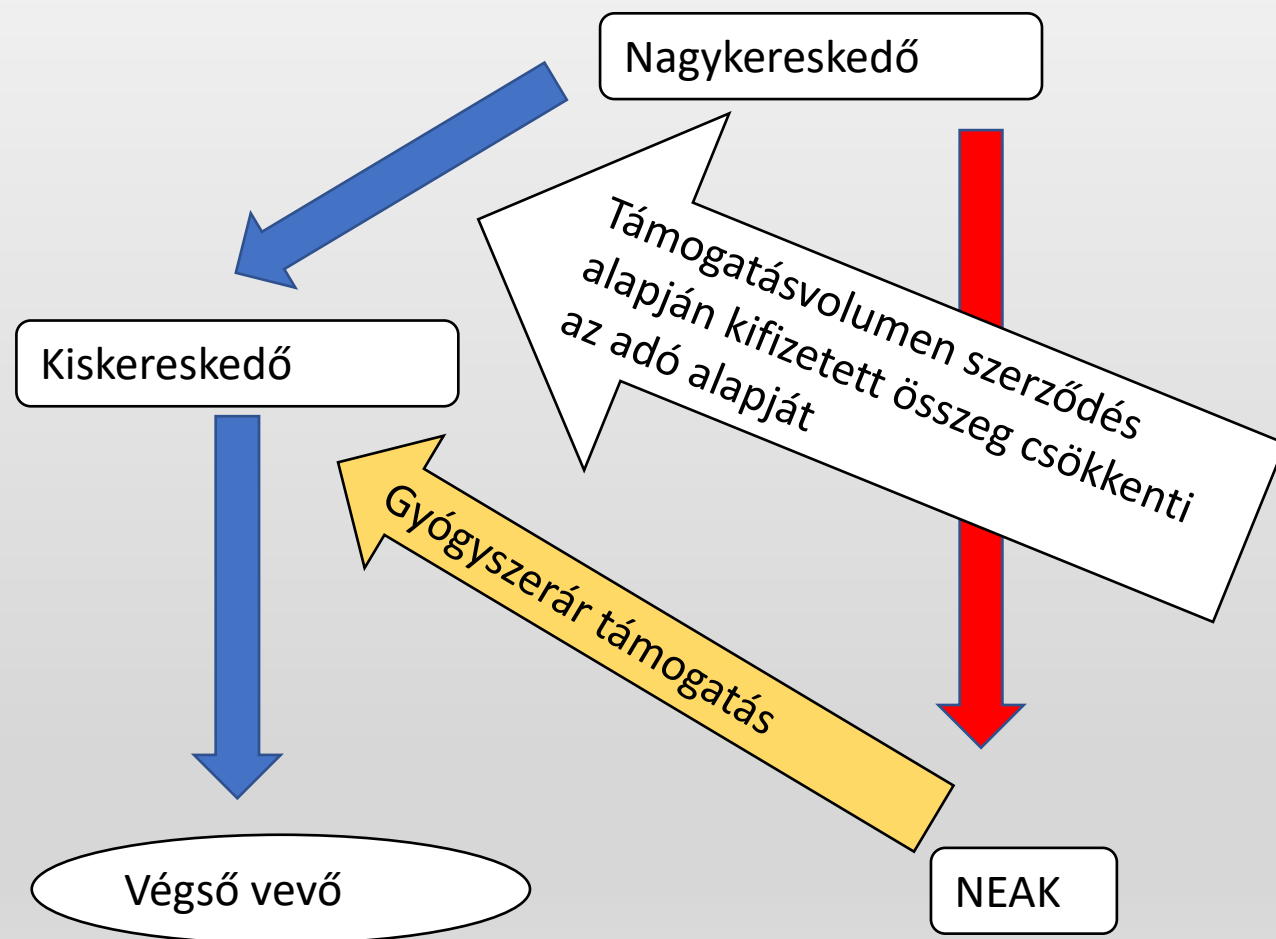 Nagykereskedő
Támogatásvolumen szerződés
alapján kifizetett összeg csökkenti
az adó alapját
Kiskereskedő
Gyógyszerár támogatás
Végső vevő
NEAK